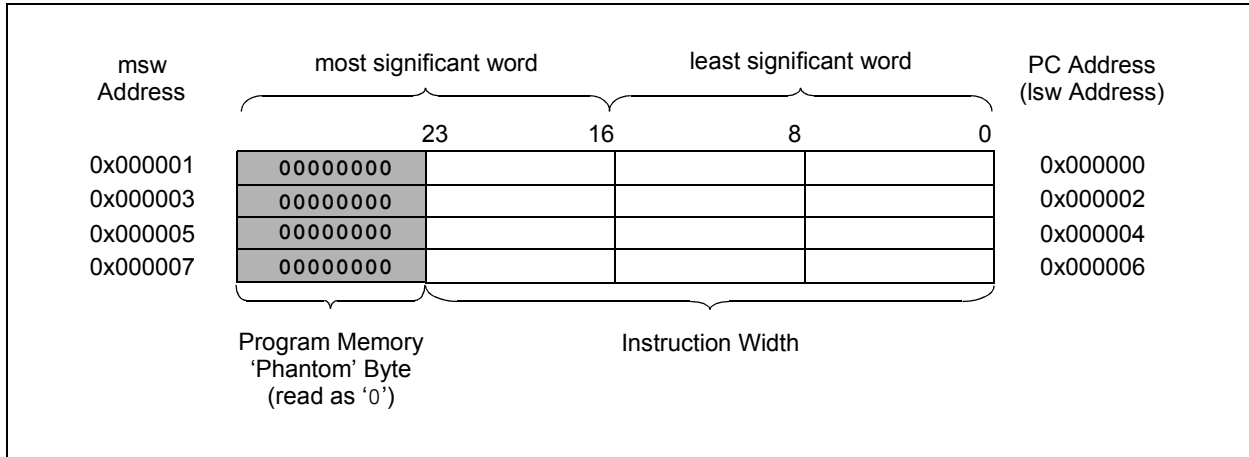 msw
Address
most significant word
least significant word
PC Address
(lsw Address)
23 16 8 0
0x000001 00000000 0x000000
0x000003 00000000 0x000002
0x000005 00000000 0x000004
0x000007 00000000 0x000006
Program Memory
‘Phantom’ Byte
(read as ‘0’)
Instruction Width